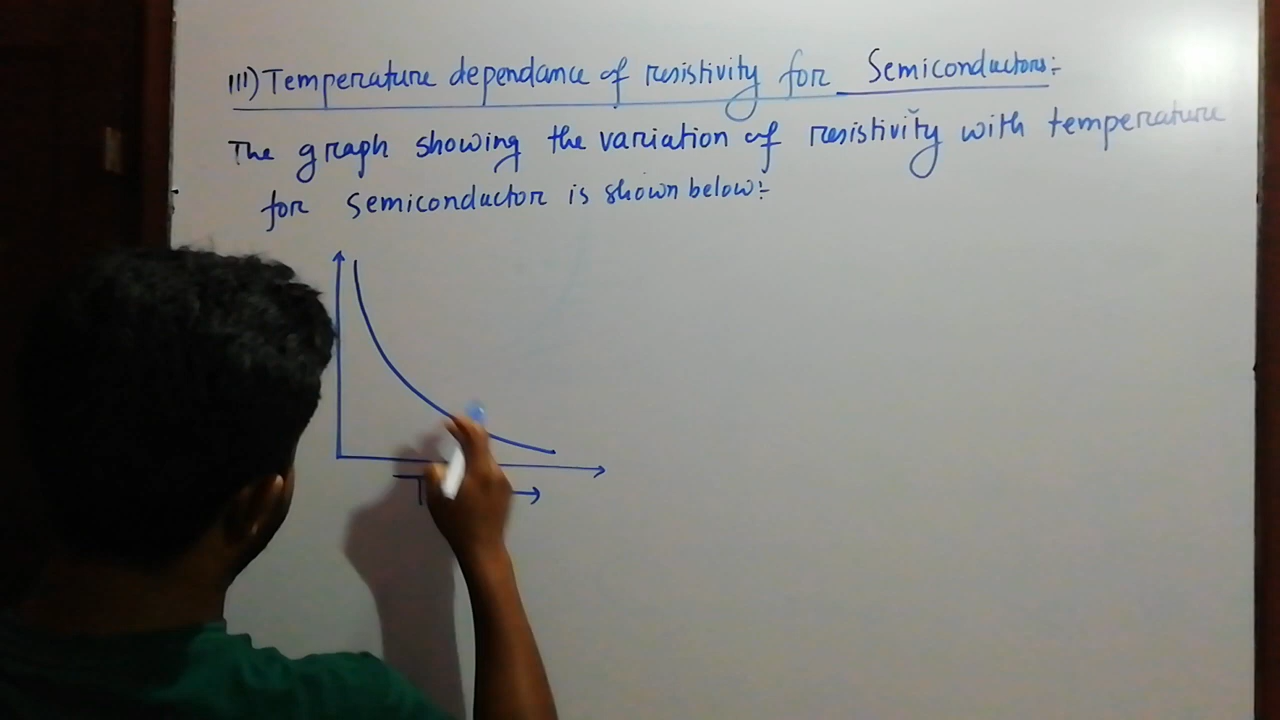 III) Temperature dependance of resistivity for Semiconductors:-
The graph showing the variation of resistivity with temperature
for semiconductor is shown below:-
T